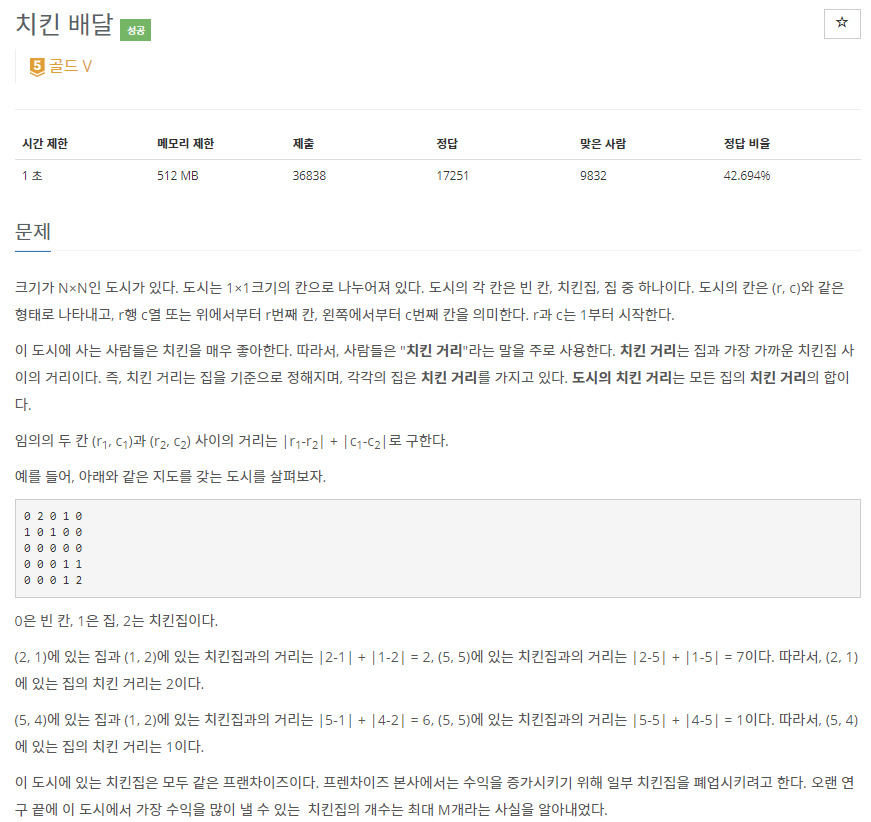 치킨 배달 성공
☆
5 골드 V
시간 제한 메모리 제한 제출 정답 맞은 사람 정답 비율
1 초 512 MB 36838 17251 9832 42.694%
문제
크기가 N×N인 도시가 있다. 도시는 1×1크기의 칸으로 나누어져 있다. 도시의 각 칸은 빈 칸, 치킨집, 집 중 하나이다. 도시의 칸은 (r, c)와 같은
형태로 나타내고, r행 c열 또는 위에서부터 r번째 칸, 왼쪽에서부터 c번째 칸을 의미한다. r과 c는 1부터 시작한다.
이 도시에 사는 사람들은 치킨을 매우 좋아한다. 따라서, 사람들은 "치킨 거리"라는 말을 주로 사용한다. 치킨 거리는 집과 가장 가까운 치킨집 사
이의 거리이다. 즉, 치킨 거리는 집을 기준으로 정해지며, 각각의 집은 치킨 거리를 가지고 있다. 도시의 치킨 거리는 모든 집의 치킨 거리의 합이
다.
임의의 두 칸 (r1, c1)과 (r2, c2) 사이의 거리는 |r1-r2| + |c1-c2|로 구한다.
예를 들어, 아래와 같은 지도를 갖는 도시를 살펴보자.
0 2 0 1 0
1 0 1 0 0
0 0 0 0 0
0 0 0 1 1
0 0 0 1 2
0은 빈 칸, 1은 집, 2는 치킨집이다.
(2, 1)에 있는 집과 (1, 2)에 있는 치킨집과의 거리는 |2-1| + |1-2| = 2, (5, 5)에 있는 치킨집과의 거리는 |2-5| + |1-5| = 7이다. 따라서, (2, 1)
에 있는 집의 치킨 거리는 2이다.
(5, 4)에 있는 집과 (1, 2)에 있는 치킨집과의 거리는 |5-1| + |4-2| = 6, (5, 5)에 있는 치킨집과의 거리는 |5-5| + |4-5| = 1이다. 따라서, (5, 4)
에 있는 집의 치킨 거리는 1이다.
이 도시에 있는 치킨집은 모두 같은 프랜차이즈이다. 프렌차이즈 본사에서는 수익을 증가시키기 위해 일부 치킨집을 폐업시키려고 한다. 오랜 연
구 끝에 이 도시에서 가장 수익을 많이 낼 수 있는 치킨집의 개수는 최대 M개라는 사실을 알아내었다.